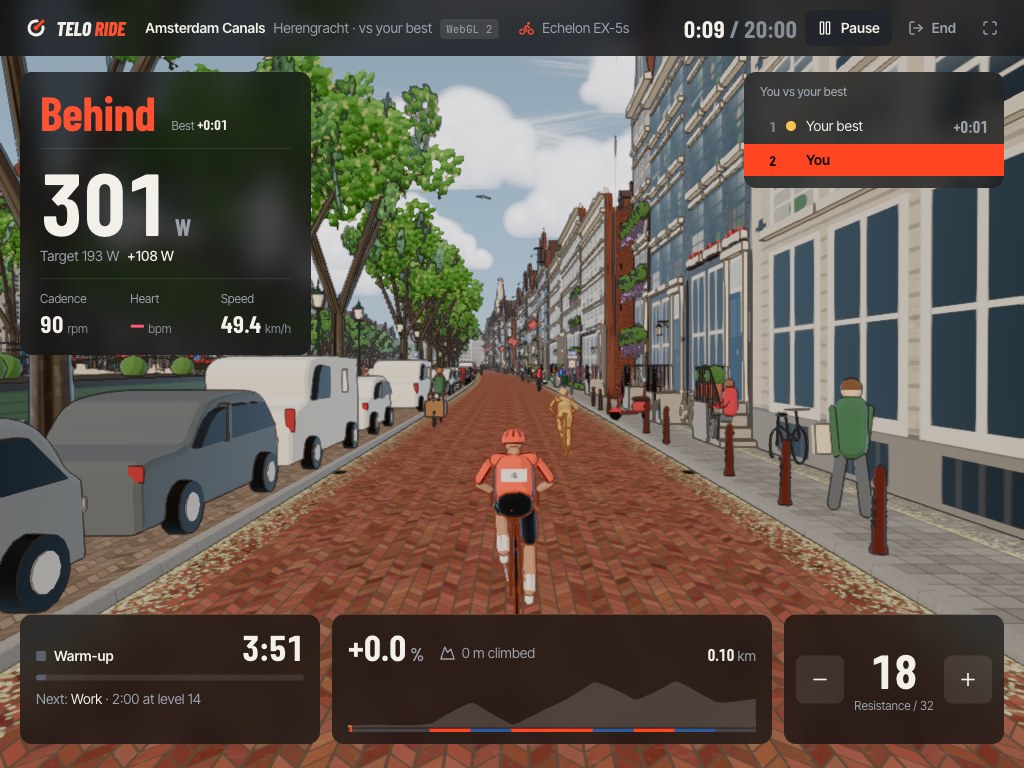 TELO RIDE
Amsterdam Canals Herengracht · vs your best WebGL 2 Echelon EX-5s
0:09 / 20:00 Pause End
Behind Best +0:01
301 W
Target 193 W +108 W
Cadence Heart Speed
90 rpm – bpm 49.4 km/h
You vs your best
1 Your best +0:01
2 You
Warm-up 3:51
Next: Work · 2:00 at level 14
+0.0 % 0 m climbed 0.10 km
− 18 +
Resistance / 32